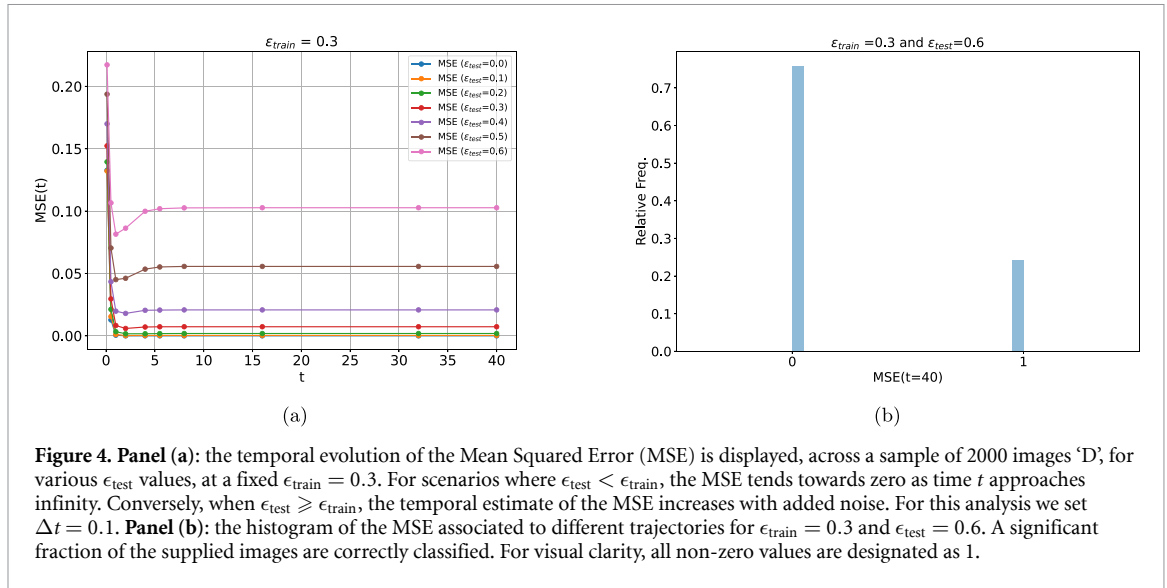 ε_train = 0.3
MSE(t)
0.20
0.15
0.10
0.05
0.00
0 5 10 15 20 25 30 35 40
t
MSE (ε_test=0.0)
MSE (ε_test=0.1)
MSE (ε_test=0.2)
MSE (ε_test=0.3)
MSE (ε_test=0.4)
MSE (ε_test=0.5)
MSE (ε_test=0.6)
(a)
ε_train =0.3 and ε_test=0.6
Relative Freq.
0.7
0.6
0.5
0.4
0.3
0.2
0.1
0.0
0 1
MSE(t=40)
(b)
Figure 4. Panel (a): the temporal evolution of the Mean Squared Error (MSE) is displayed, across a sample of 2000 images ‘D’, for
various ϵ_test values, at a fixed ϵ_train = 0.3. For scenarios where ϵ_test < ϵ_train, the MSE tends towards zero as time t approaches
infinity. Conversely, when ϵ_test ⩾ ϵ_train, the temporal estimate of the MSE increases with added noise. For this analysis we set
Δt = 0.1. Panel (b): the histogram of the MSE associated to different trajectories for ϵ_train = 0.3 and ϵ_test = 0.6. A significant
fraction of the supplied images are correctly classified. For visual clarity, all non-zero values are designated as 1.